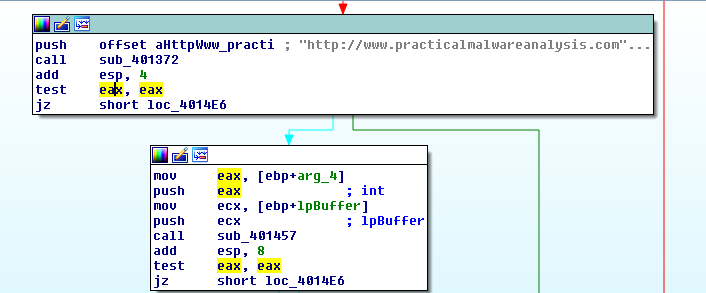 push offset aHttpWww_practi ; "http://www.practicalmalwareanalysis.com"...
call sub_401372
add esp, 4
test eax, eax
jz short loc_4014E6
mov eax, [ebp+arg_4]
push eax ; int
mov ecx, [ebp+lpBuffer]
push ecx ; lpBuffer
call sub_401457
add esp, 8
test eax, eax
jz short loc_4014E6